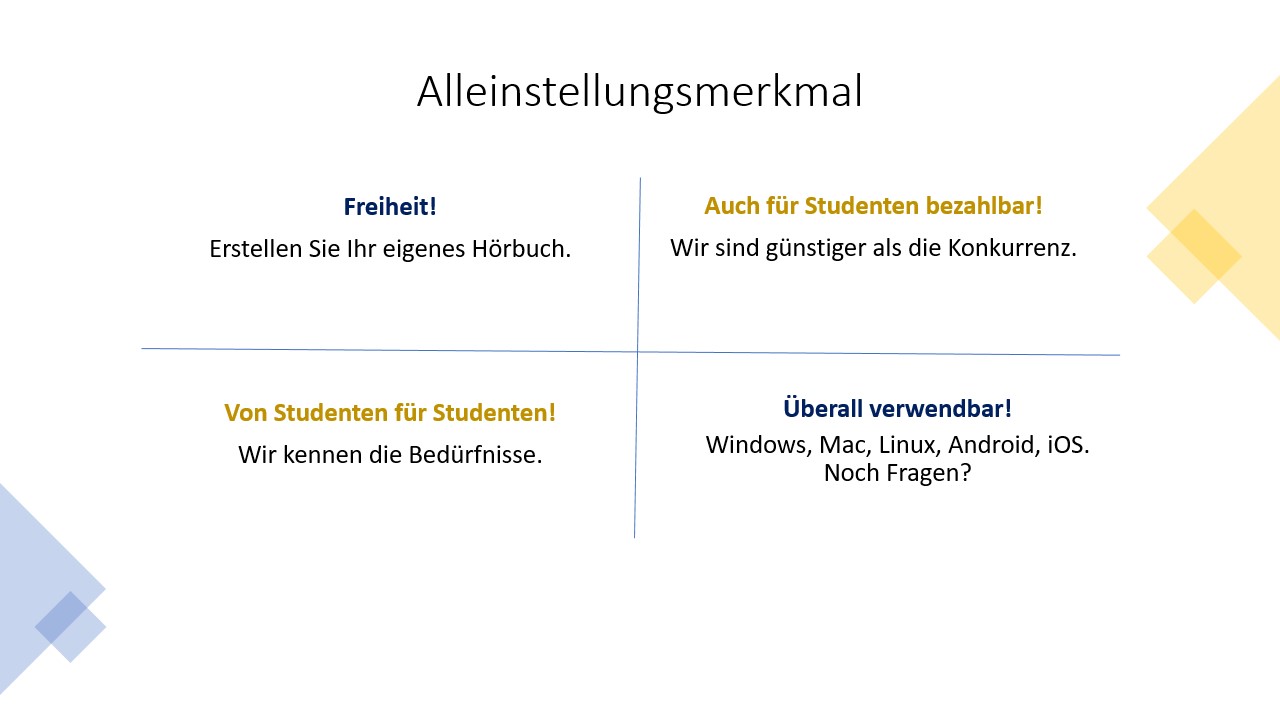 Alleinstellungsmerkmal
Freiheit!
Erstellen Sie Ihr eigenes Hörbuch.
Auch für Studenten bezahlbar!
Wir sind günstiger als die Konkurrenz.
Von Studenten für Studenten!
Wir kennen die Bedürfnisse.
Überall verwendbar!
Windows, Mac, Linux, Android, iOS.
Noch Fragen?